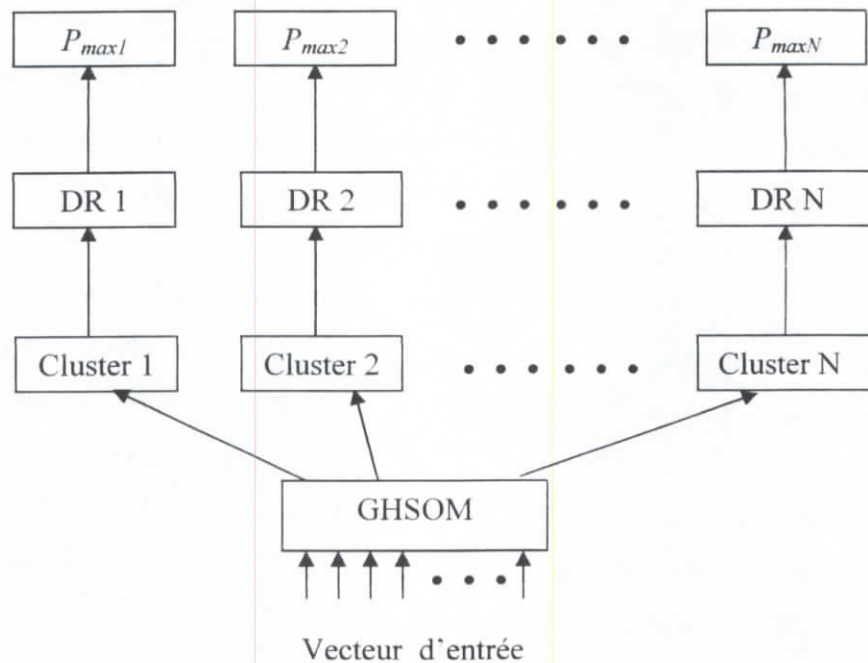 Pmax1 Pmax2 • • • • • • PmaxN
DR 1 DR 2 • • • • • • DR N
Cluster 1 Cluster 2 • • • • • • Cluster N
GHSOM
• • •
Vecteur d'entrée